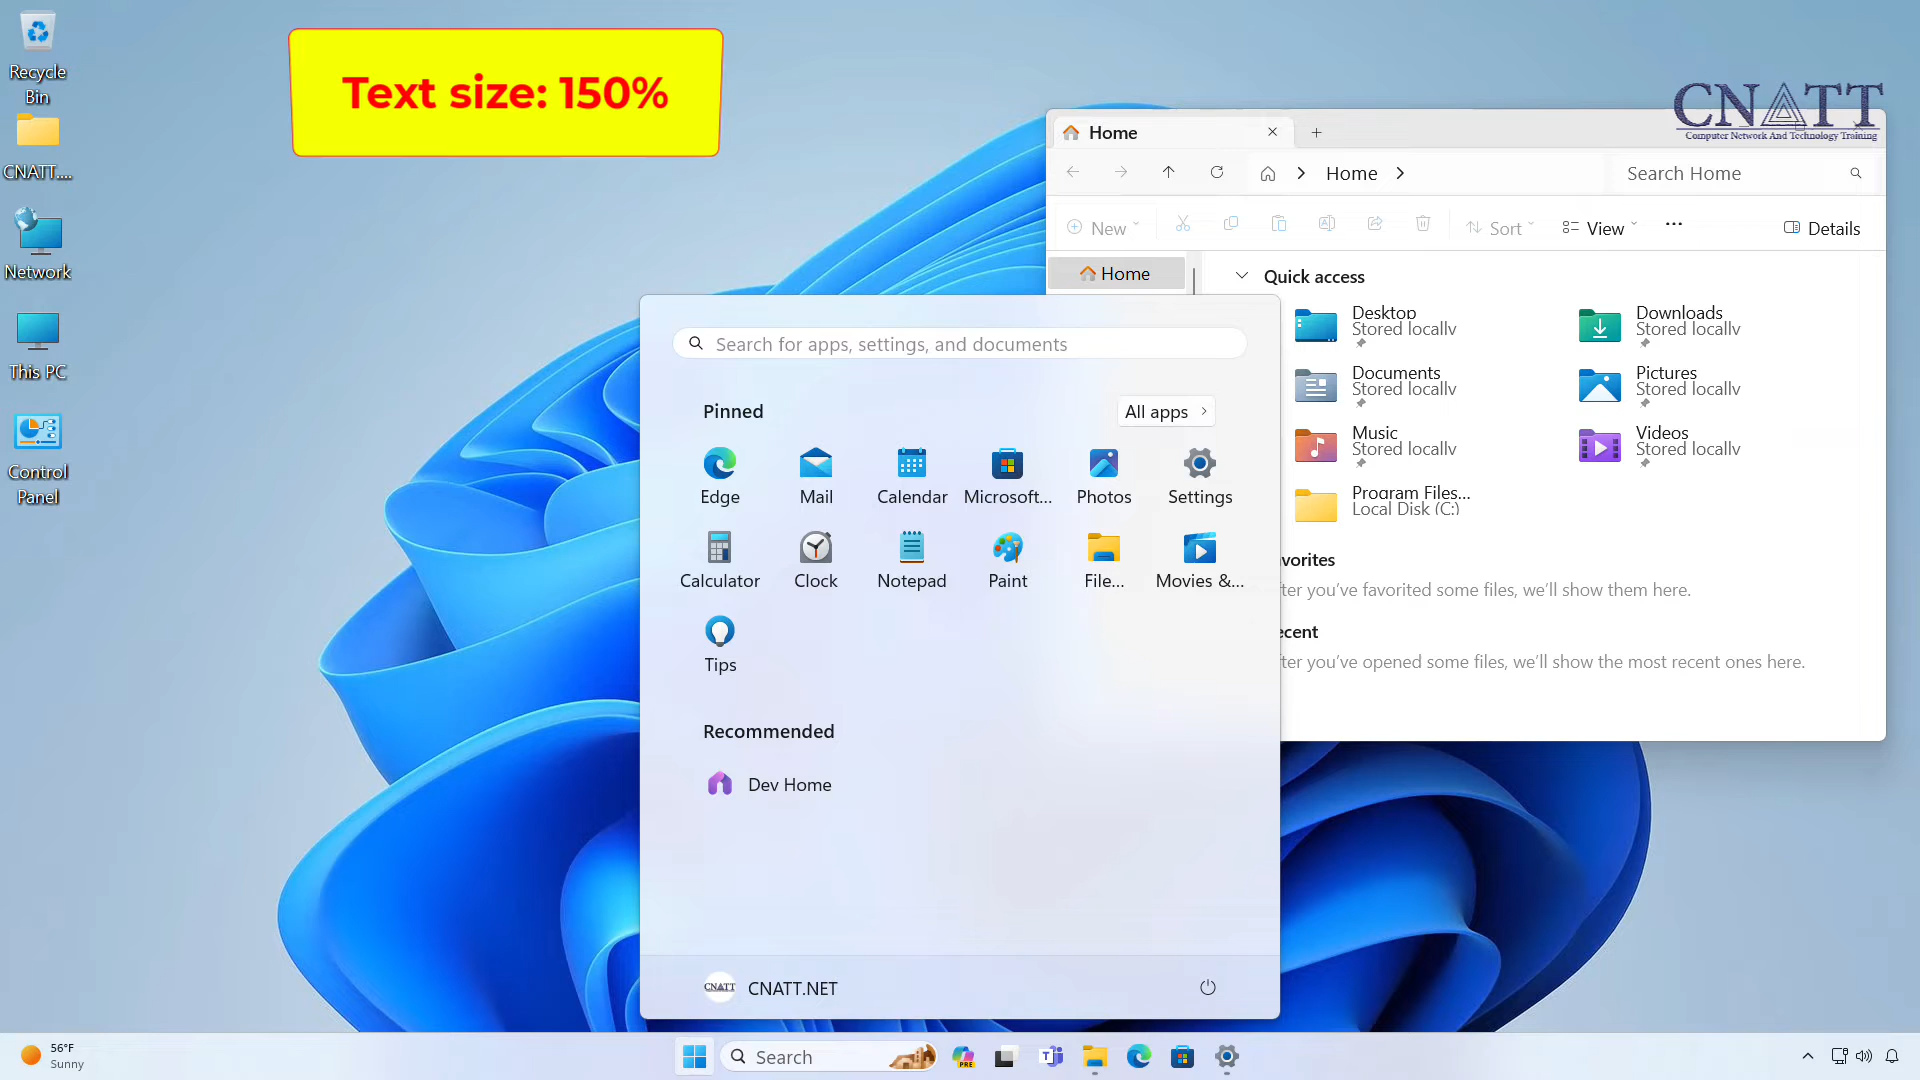 Recycle
Bin
CNATT....
Network
This PC
Control
Panel
Text size: 150%
CNATT
Computer Network And Technology Training
Home
Home
Search Home
New
Sort
View
Details
Home
Quick access
Desktop
Stored locally
Downloads
Stored locally
Documents
Stored locally
Pictures
Stored locally
Music
Stored locally
Videos
Stored locally
Program Files...
Local Disk (C:)
vorites
ter you've favorited some files, we'll show them here.
ecent
ter you've opened some files, we'll show the most recent ones here.
Search for apps, settings, and documents
Pinned
All apps
Edge
Mail
Calendar
Microsoft...
Photos
Settings
Calculator
Clock
Notepad
Paint
File...
Movies &...
Tips
Recommended
Dev Home
CNATT
CNATT.NET
56°F
Sunny
Search
PRE